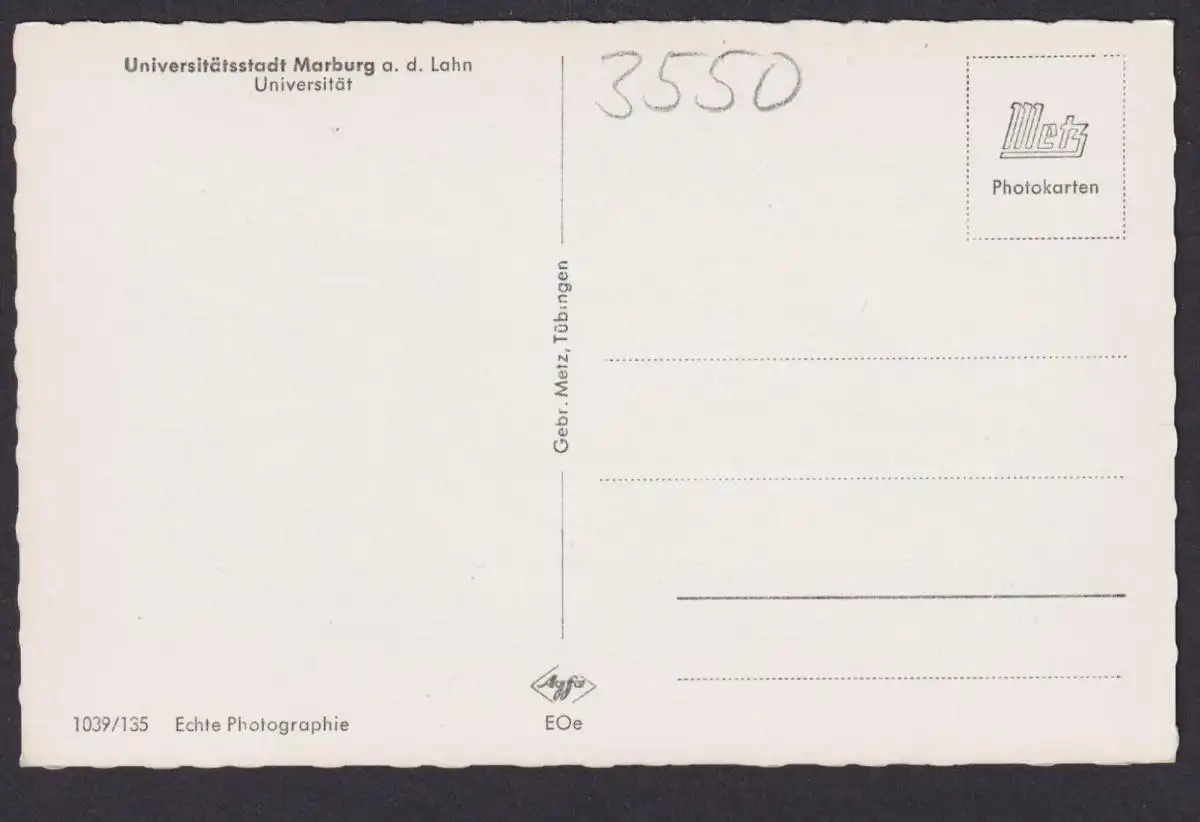 Universitätsstadt Marburg a. d. Lahn
Universität
3550
Metz
Photokarten
Gebr. Metz, Tübingen
Agfa
EOe
1039/135 Echte Photographie